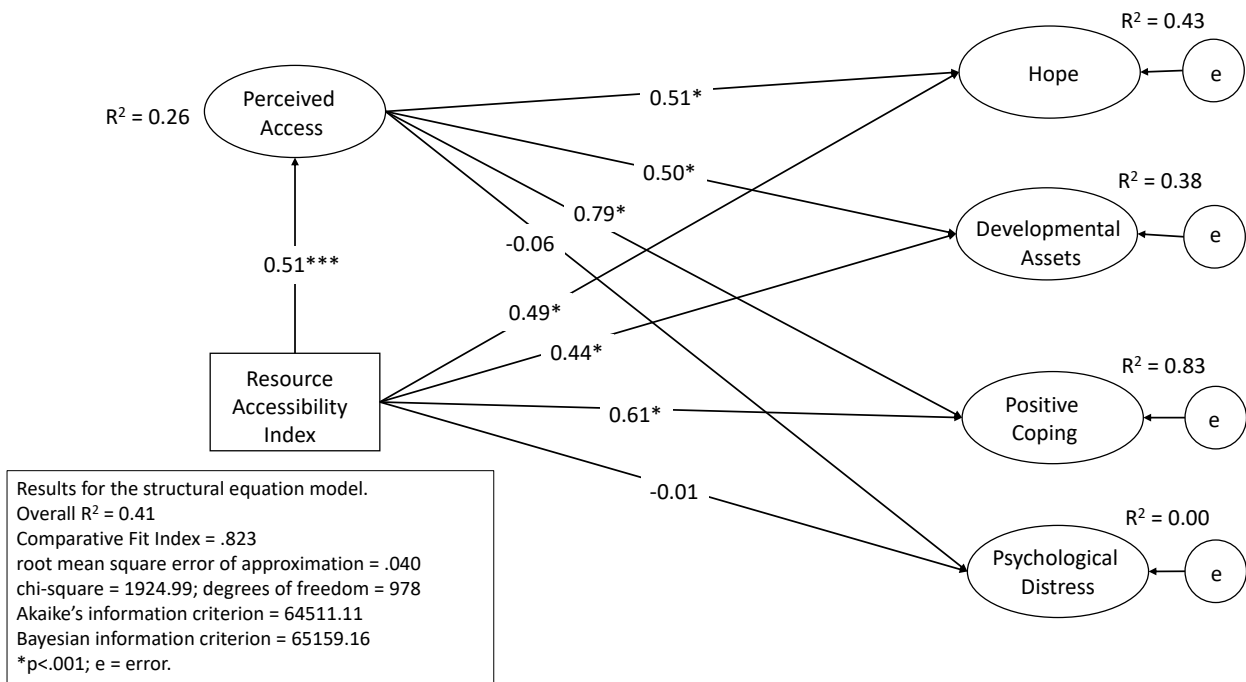 R² = 0.43
Hope
e
Perceived
Access
R² = 0.26
0.51*
0.50*
R² = 0.38
Developmental
Assets
e
0.79*
-0.06
0.51***
0.49*
0.44*
Resource
Accessibility
Index
0.61*
R² = 0.83
Positive
Coping
e
-0.01
R² = 0.00
Psychological
Distress
e
Results for the structural equation model.
Overall R² = 0.41
Comparative Fit Index = .823
root mean square error of approximation = .040
chi-square = 1924.99; degrees of freedom = 978
Akaike’s information criterion = 64511.11
Bayesian information criterion = 65159.16
*p<.001; e = error.